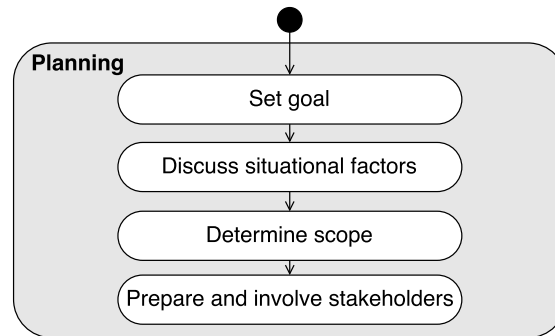 Planning
Set goal
Discuss situational factors
Determine scope
Prepare and involve stakeholders